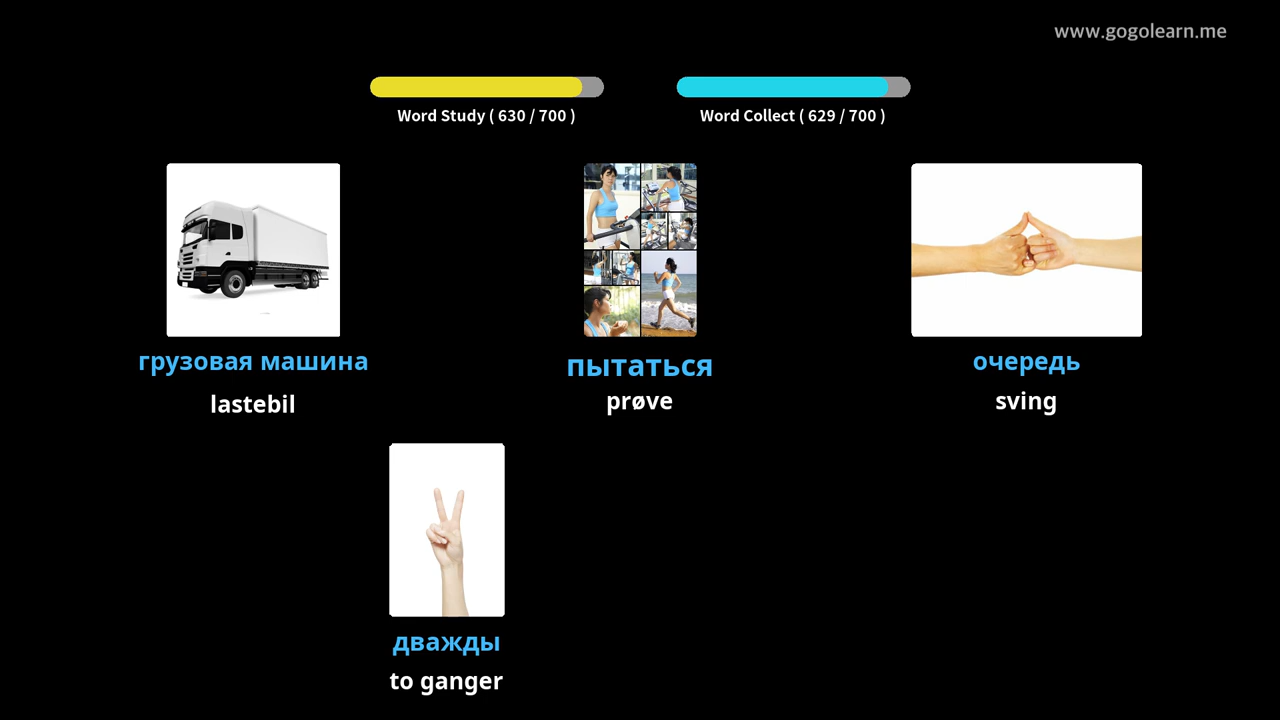 www.gogolearn.me
Word Study ( 630 / 700 )
Word Collect ( 629 / 700 )
грузовая машина
lastebil
пытаться
prøve
очередь
sving
дважды
to ganger